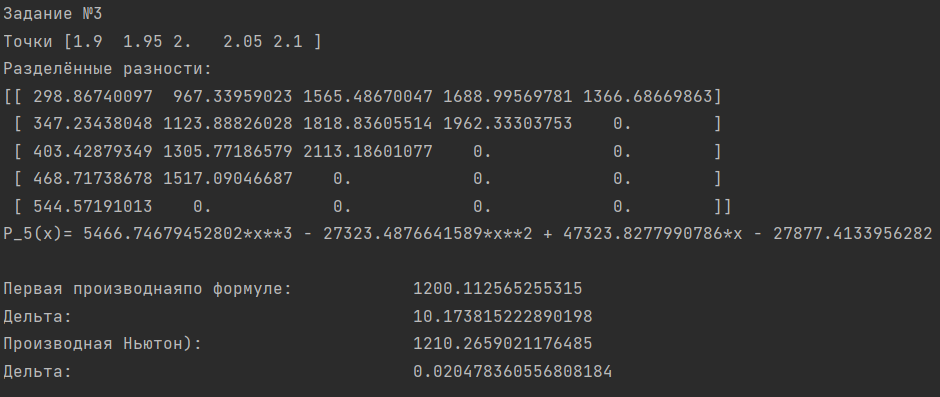 Задание №3
Точки [1.9  1.95 2.   2.05 2.1 ]
Разделённые разности:
[[ 298.86740097  967.33959023 1565.48670047 1688.99569781 1366.68669863]
 [ 347.23438048 1123.88826028 1818.83605514 1962.33303753    0.        ]
 [ 403.42879349 1305.77186579 2113.18601077    0.            0.        ]
 [ 468.71738678 1517.09046687    0.            0.            0.        ]
 [ 544.57191013    0.            0.            0.            0.        ]]
P_5(x)= 5466.74679452802*x**3 - 27323.4876641589*x**2 + 47323.8277990786*x - 27877.4133956282
Первая производнаяпо формуле:            1200.112565255315
Дельта:                                  10.173815222890198
Производная Ньютон):                     1210.2659021176485
Дельта:                                  0.020478360556808184